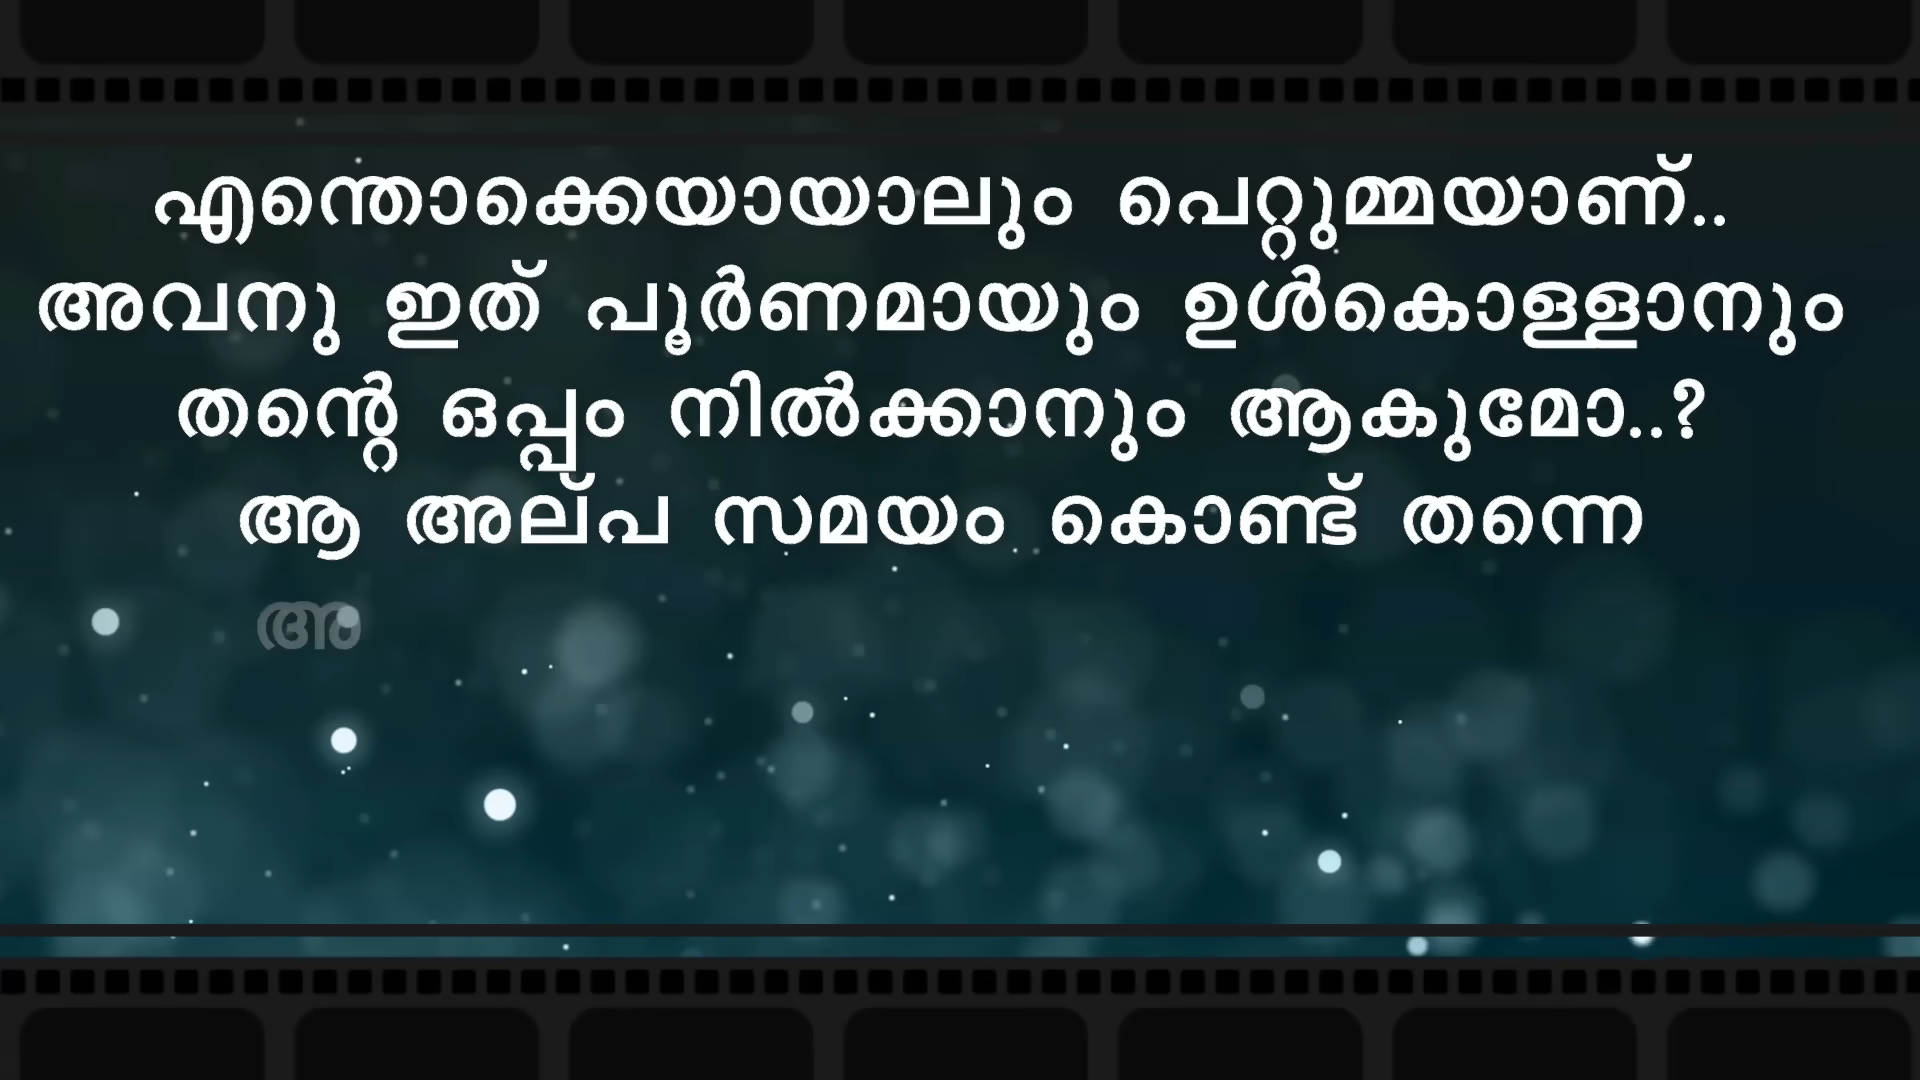 എന്തൊക്കെയായാലും പെറ്റുമ്മയാണ്..
അവനു ഇത് പൂർണമായും ഉൾകൊള്ളാനും
തന്റെ ഒപ്പം നിൽക്കാനും ആകുമോ..?
ആ അല്പ സമയം കൊണ്ട് തന്നെ
അ